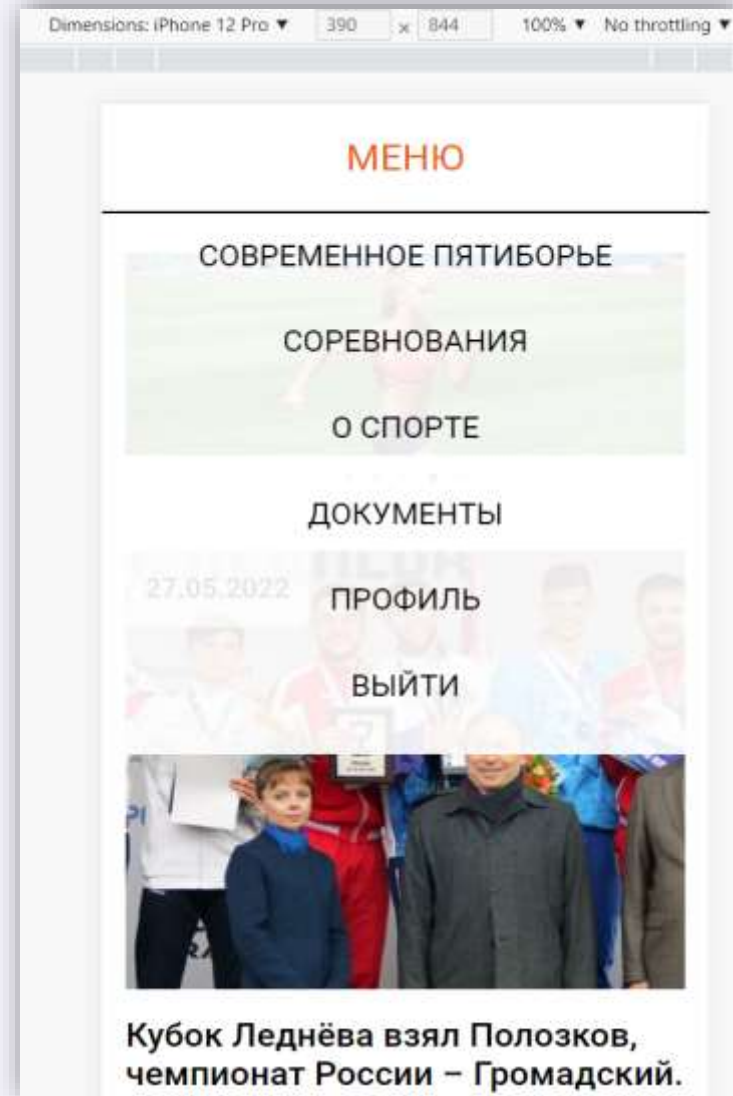 Dimensions: iPhone 12 Pro ▼ 390 x 844 100% ▼ No throttling ▼
МЕНЮ
СОВРЕМЕННОЕ ПЯТИБОРЬЕ
СОРЕВНОВАНИЯ
О СПОРТЕ
ДОКУМЕНТЫ
27.05.2022
ПРОФИЛЬ
ВЫЙТИ
Кубок Леднёва взял Полозков,
чемпионат России – Громадский.